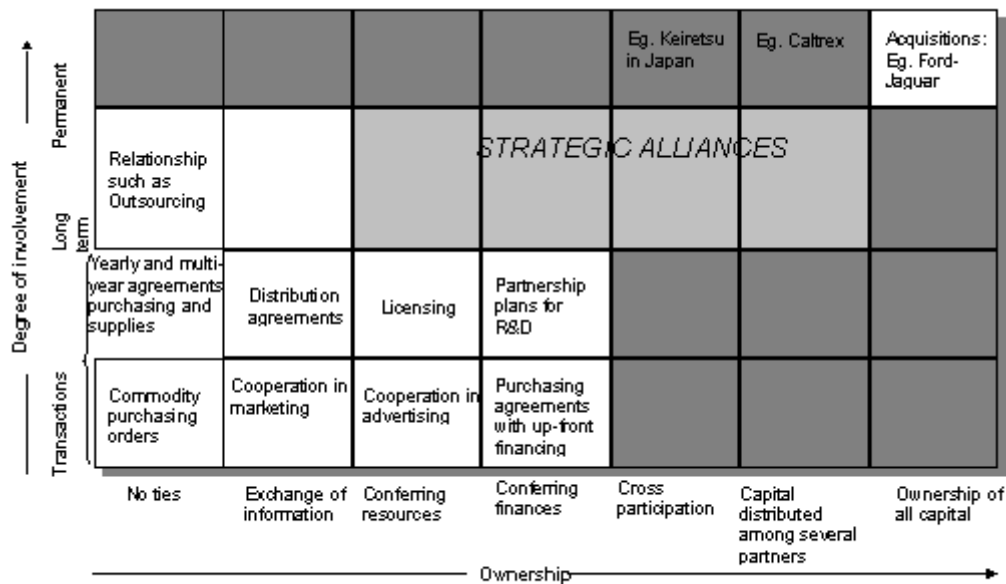 Eg. Keiretsu
in Japan
Eg. Caltrex
Acquisitions:
Eg. Ford-
Jaguar
Permanent
Relationship
such as
Outsourcing
STRATEGIC ALLIANCES
Long
term
Degree of involvement
Yearly and multi-
year agreements
purchasing and
supplies
Distribution
agreements
Licensing
Partnership
plans for
R&D
Transactions
Commodity
purchasing
orders
Cooperation in
marketing
Cooperation in
advertising
Purchasing
agreements
with up-front
financing
No ties
Exchange of
information
Conferring
resources
Conferring
finances
Cross
participation
Capital
distributed
among several
partners
Ownership of
all capital
Ownership